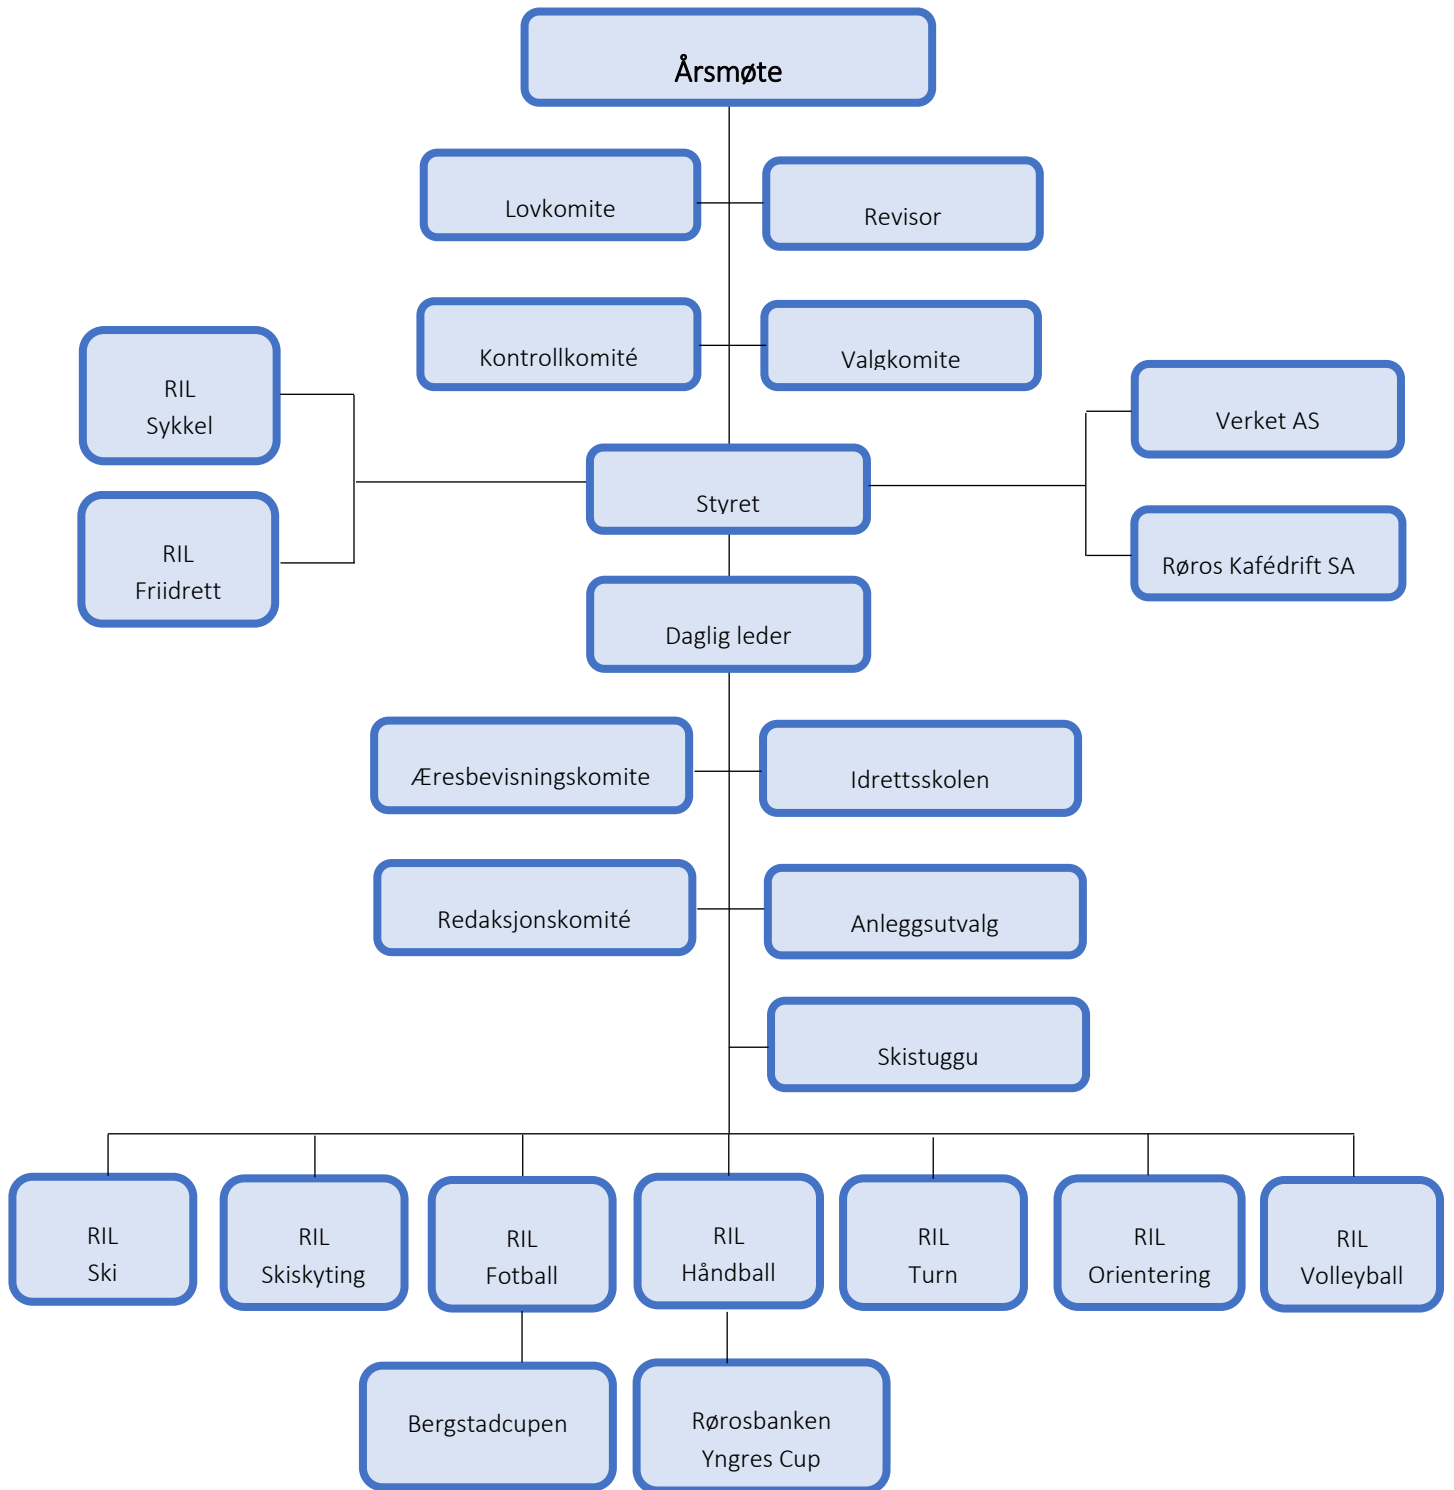 Årsmøte
Lovkomite
Revisor
Kontrollkomité
Valgkomite
RIL
Sykkel
Verket AS
Styret
RIL
Friidrett
Røros Kafédrift SA
Daglig leder
Æresbevisningskomite
Idrettsskolen
Redaksjonskomité
Anleggsutvalg
Skistuggu
RIL
Ski
RIL
Skiskyting
RIL
Fotball
RIL
Håndball
RIL
Turn
RIL
Orientering
RIL
Volleyball
Bergstadcupen
Rørosbanken
Yngres Cup